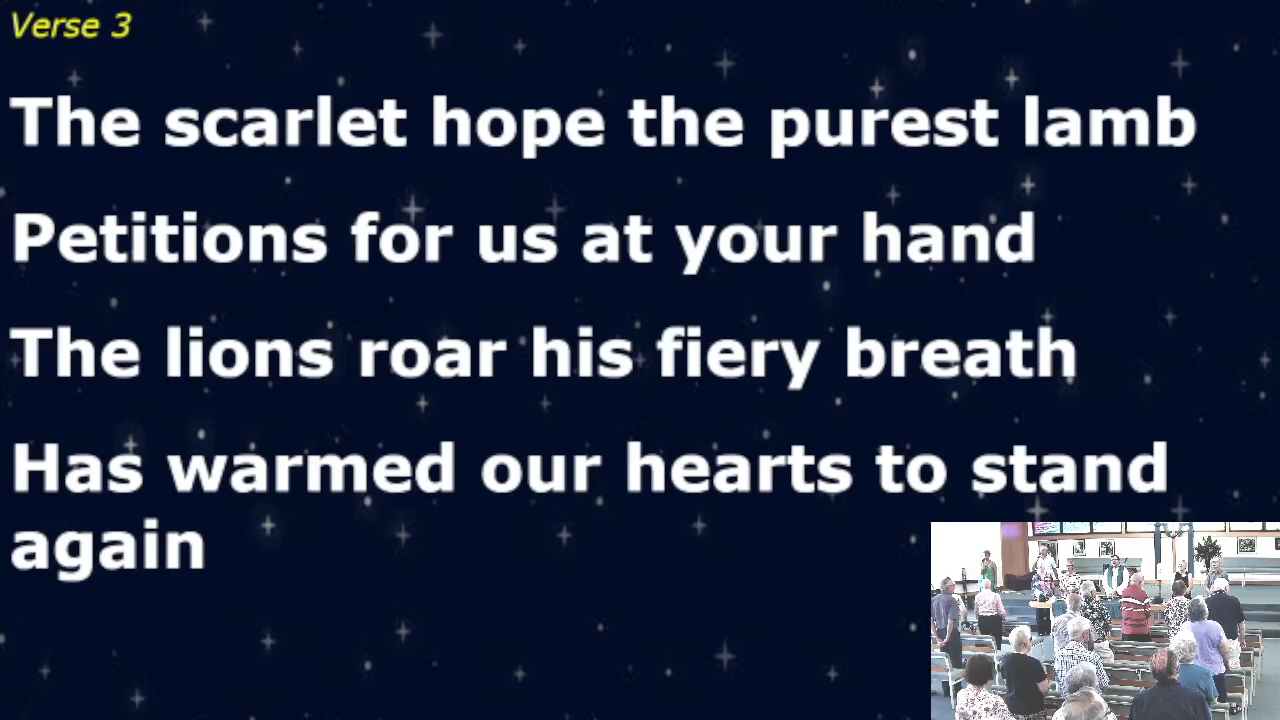 Verse 3
The scarlet hope the purest lamb
Petitions for us at your hand
The lions roar his fiery breath
Has warmed our hearts to stand
again